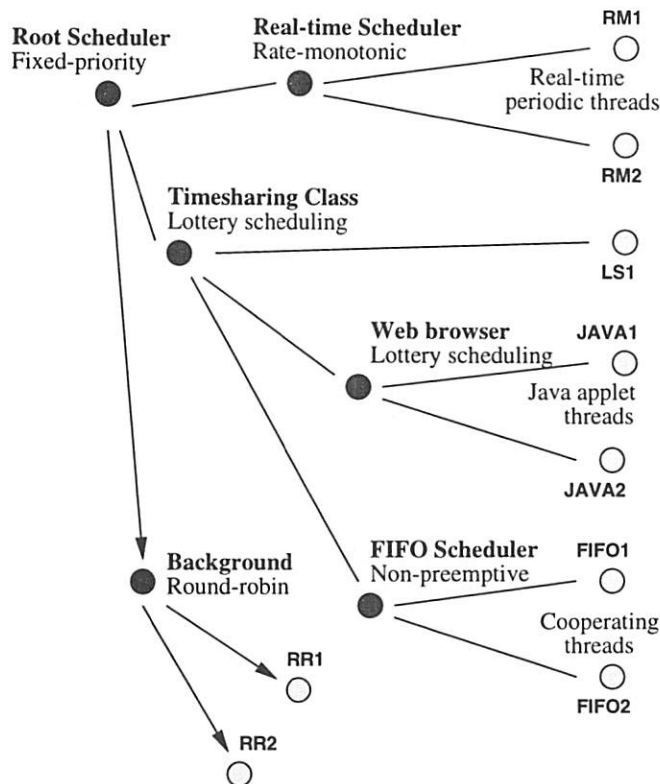 Root Scheduler
Fixed-priority
Real-time Scheduler
Rate-monotonic
RM1
Real-time
periodic threads
RM2
Timesharing Class
Lottery scheduling
LS1
Web browser
Lottery scheduling
JAVA1
Java applet
threads
JAVA2
Background
Round-robin
FIFO Scheduler
Non-preemptive
FIFO1
Cooperating
threads
FIFO2
RR1
RR2